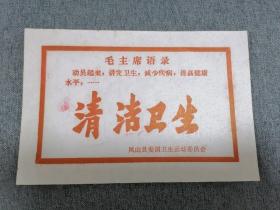 毛主席语录
动员起来，讲究卫生，减少疾病，提高健康
水平，……
清洁卫生
凤山县爱国卫生运动委员会